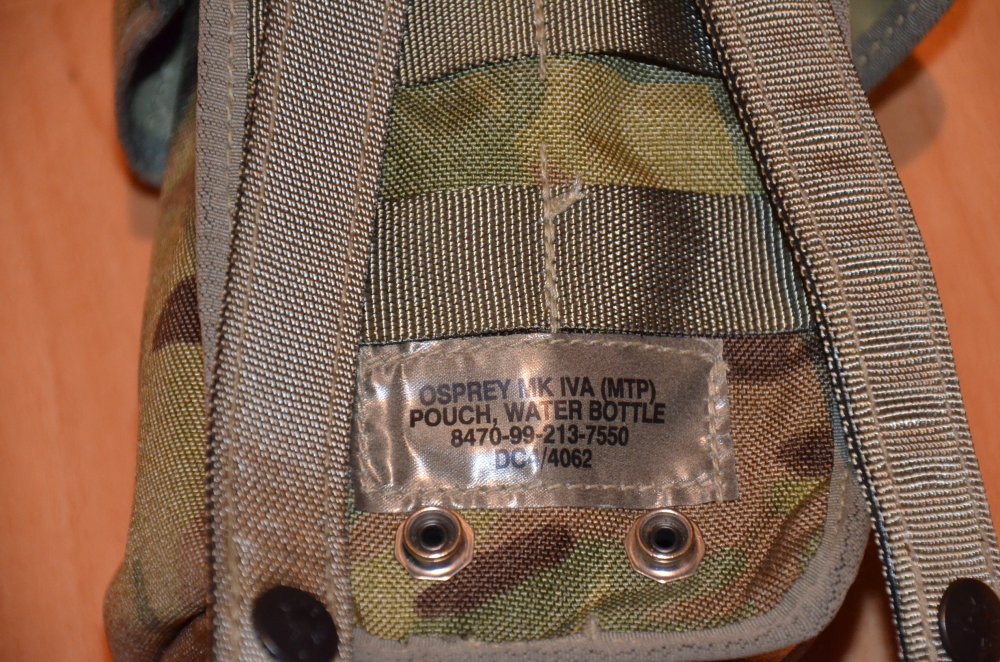 OSPREY MK IVA (MTP)
POUCH, WATER BOTTLE
8470-99-213-7550